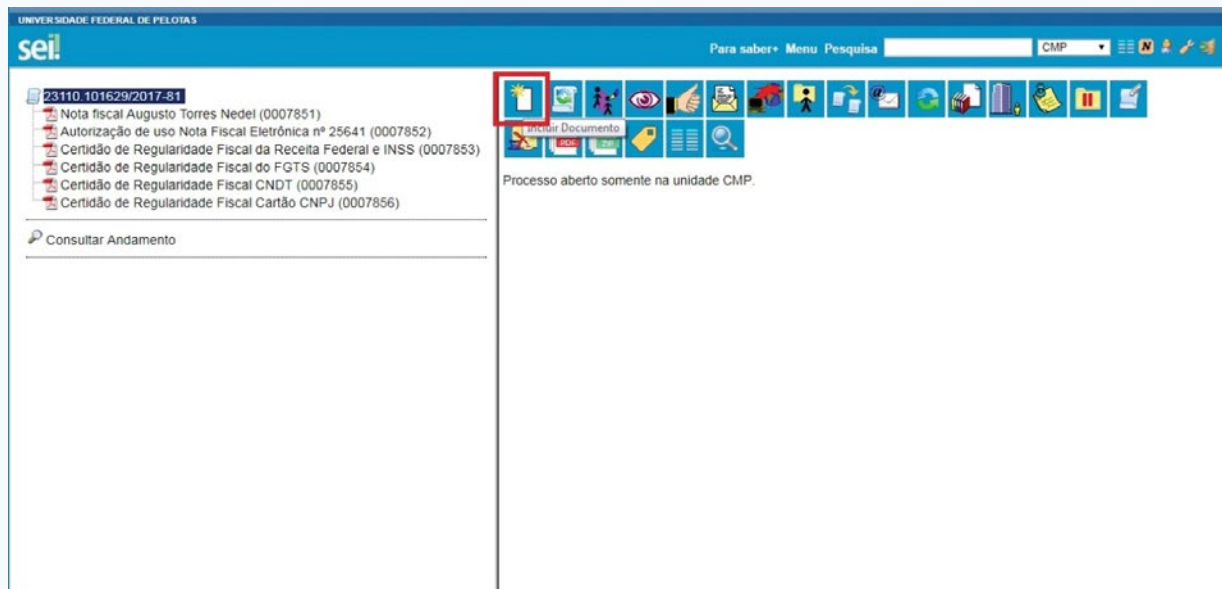 UNIVERSIDADE FEDERAL DE PELOTAS
sei!
Para saber+ Menu Pesquisa CMP
23110.101629/2017-81
Nota fiscal Augusto Torres Nedel (0007851)
Autorização de uso Nota Fiscal Eletrônica nº 25641 (0007852)
Certidão de Regularidade Fiscal da Receita Federal e INSS (0007853)
Certidão de Regularidade Fiscal do FGTS (0007854)
Certidão de Regularidade Fiscal CNDT (0007855)
Certidão de Regularidade Fiscal Cartão CNPJ (0007856)
Consultar Andamento
Incluir Documento
PDF ZIP
Processo aberto somente na unidade CMP.